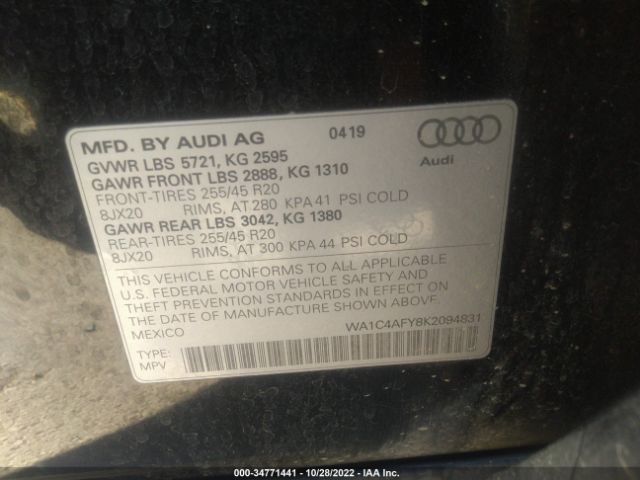 MFD. BY AUDI AG 0419
GVWR LBS 5721, KG 2595
GAWR FRONT LBS 2888, KG 1310
FRONT-TIRES 255/45 R20
8JX20 RIMS, AT 280 KPA 41 PSI COLD
GAWR REAR LBS 3042, KG 1380
REAR-TIRES 255/45 R20
8JX20 RIMS, AT 300 KPA 44 PSI COLD
Audi
THIS VEHICLE CONFORMS TO ALL APPLICABLE
U.S. FEDERAL MOTOR VEHICLE SAFETY AND
THEFT PREVENTION STANDARDS IN EFFECT ON
THE DATE OF MANUFACTURE SHOWN ABOVE.
MEXICO WA1C4AFY8K2094831
TYPE:
MPV
000-34771441 | 10/28/2022 | IAA Inc.